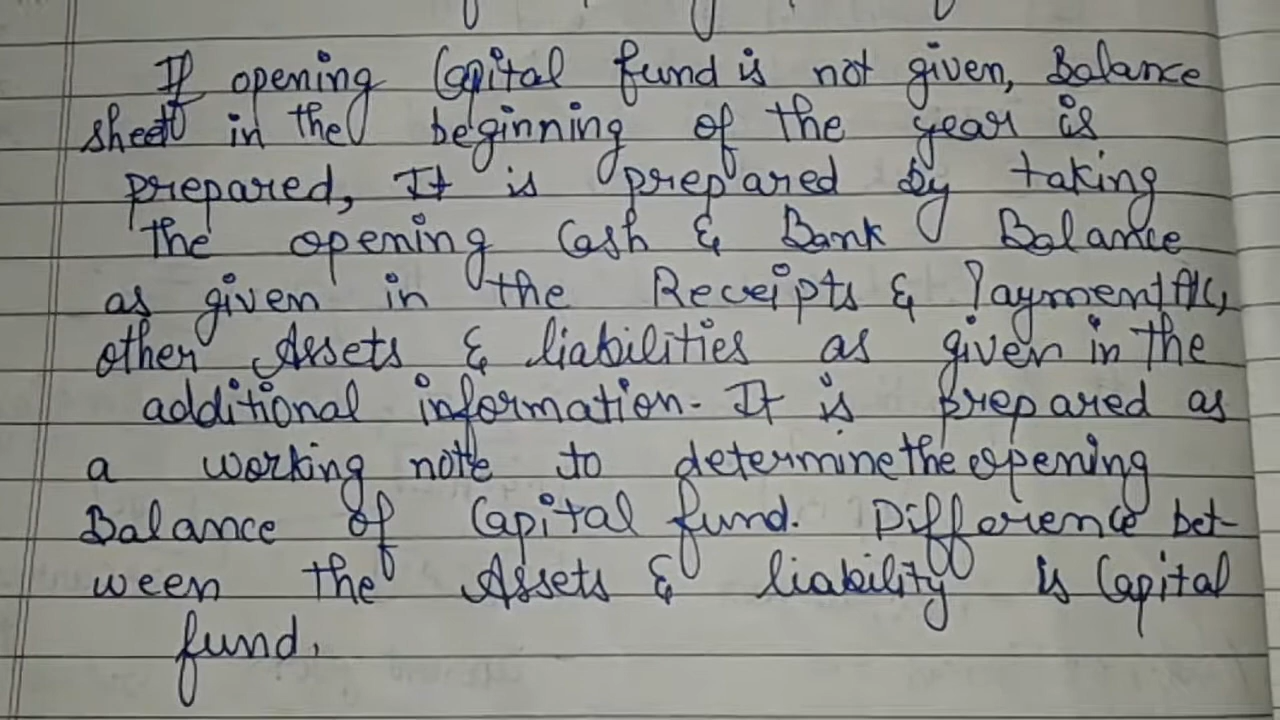 If opening Capital fund is not given, Balance
sheet in the beginning of the year is
prepared, It is prepared by taking
the opening Cash & Bank Balance
as given in the Receipts & Payment A/c,
other Assets & liabilities as given in the
additional information. It is prepared as
a working note to determine the opening
Balance of Capital fund. Difference bet-
ween the Assets & liability is Capital
fund.